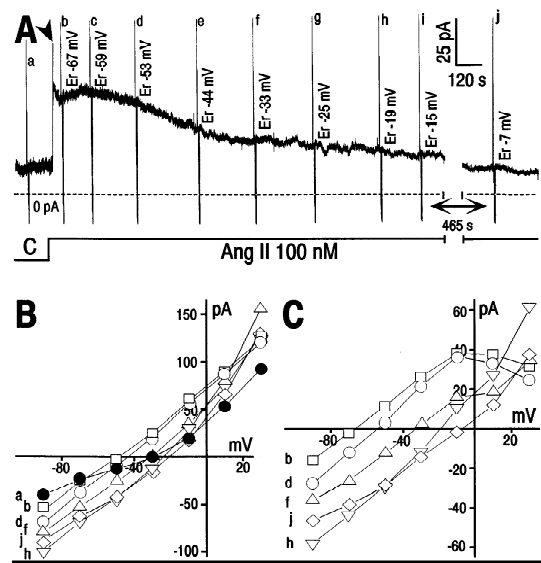 A
a b c d e f g h i j
Er -67 mV
Er -59 mV
Er -53 mV
Er -44 mV
Er -33 mV
Er -25 mV
Er -19 mV
Er -15 mV
Er -7 mV
25 pA
120 s
0 pA
465 s
C
Ang II 100 nM
B
pA
150
100
50
mV
-80 -40 20
-50
-100
a
b
d
f
j
h
C
pA
60
40
20
mV
-80 -40 20
-20
-40
-60
b
d
f
j
h